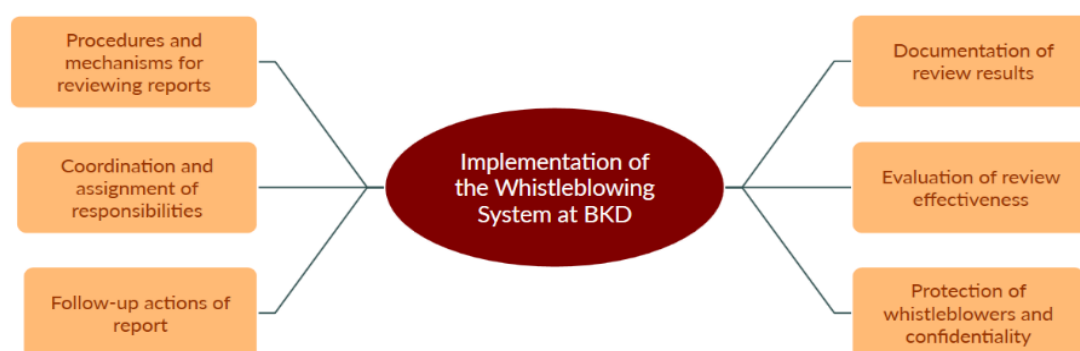 Procedures and
mechanisms for
reviewing reports
Coordination and
assignment of
responsibilities
Follow-up actions of
report
Implementation of
the Whistleblowing
System at BKD
Documentation of
review results
Evaluation of review
effectiveness
Protection of
whistleblowers and
confidentiality